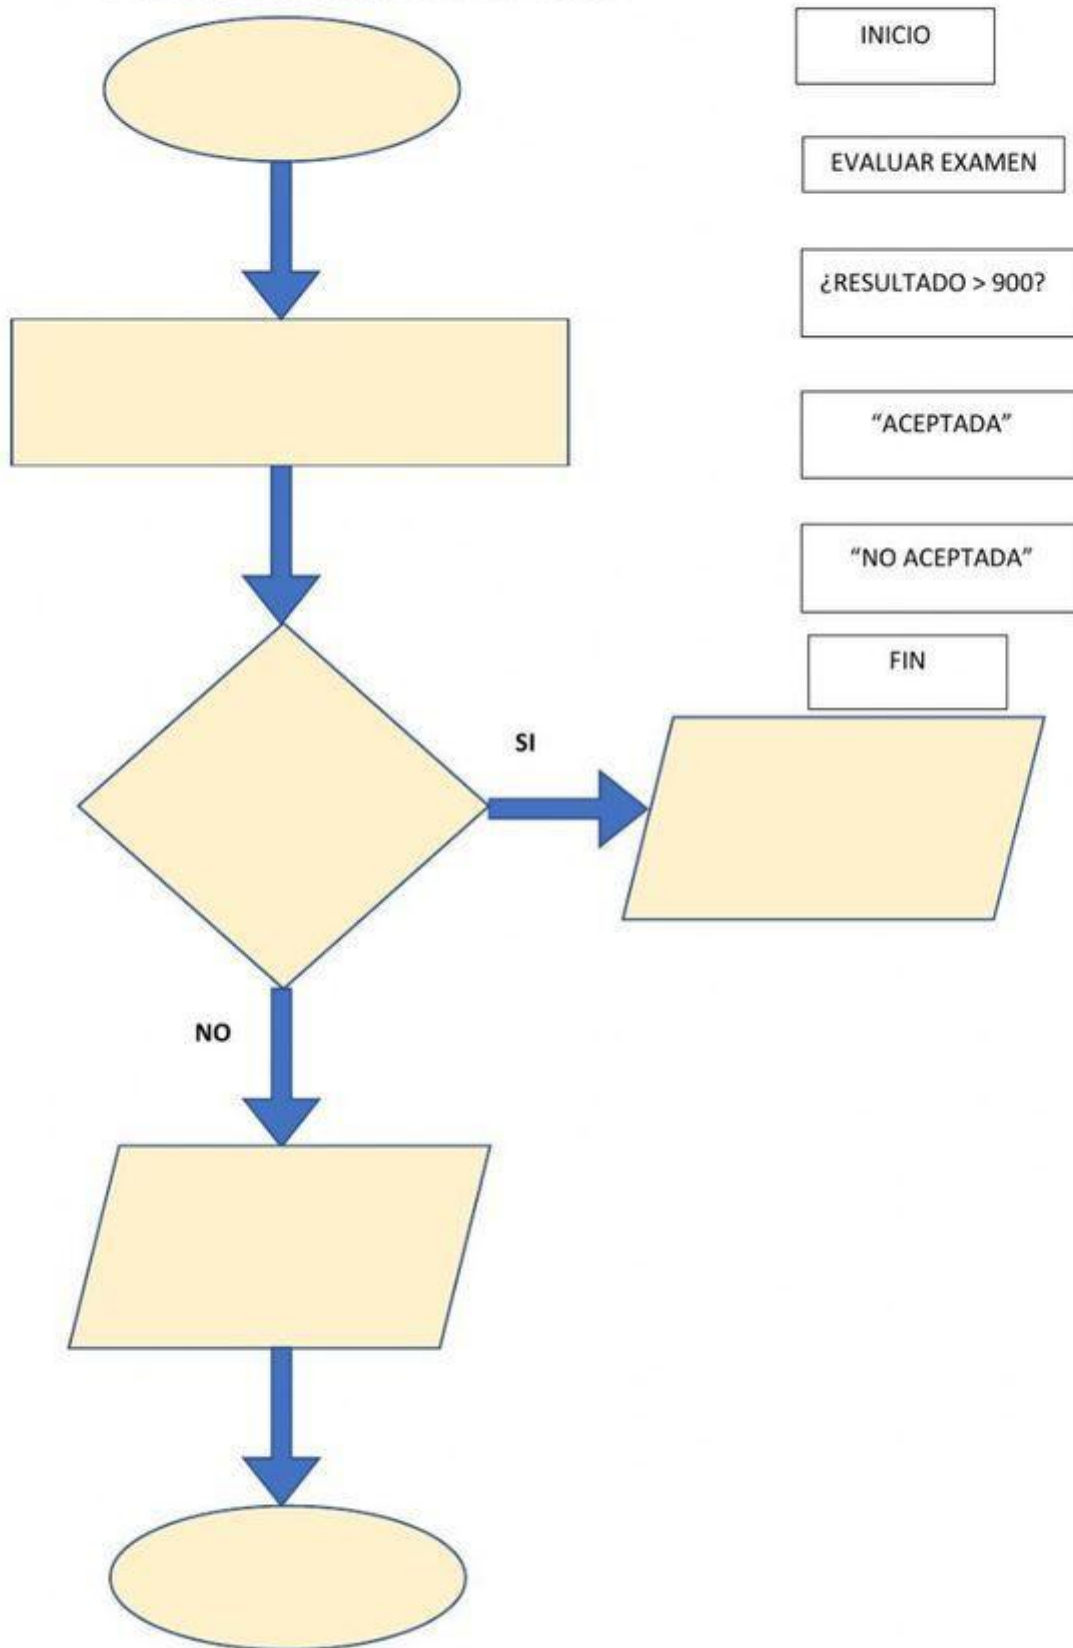 INICIO
EVALUAR EXAMEN
¿RESULTADO > 900?
“ACEPTADA”
“NO ACEPTADA”
FIN
SI
NO